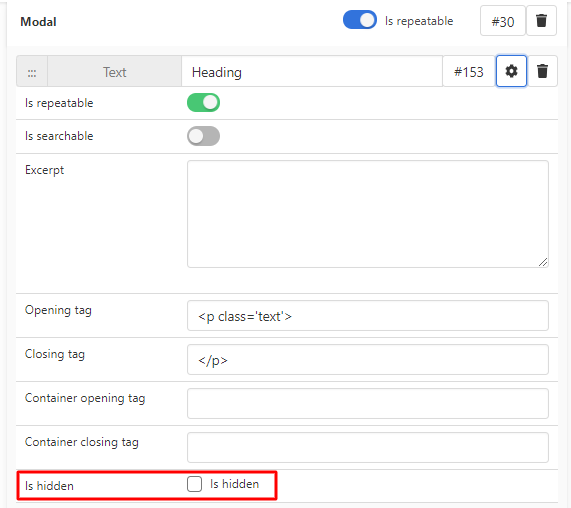 Modal Is repeatable #30
::: Text Heading #153
Is repeatable
Is searchable
Excerpt
Opening tag <p class='text'>
Closing tag </p>
Container opening tag
Container closing tag
Is hidden Is hidden